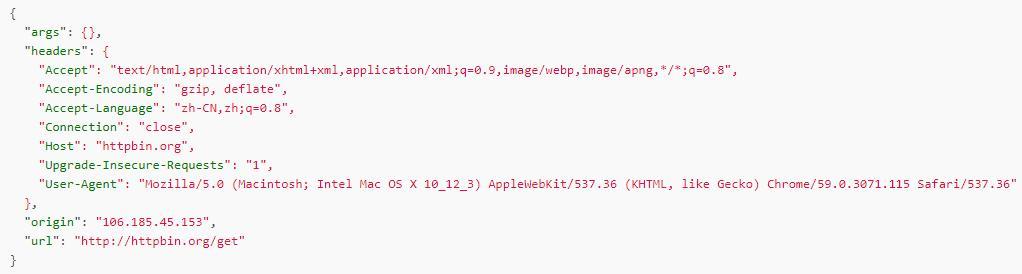 {
  "args": {},
  "headers": {
    "Accept": "text/html,application/xhtml+xml,application/xml;q=0.9,image/webp,image/apng,*/*;q=0.8",
    "Accept-Encoding": "gzip, deflate",
    "Accept-Language": "zh-CN,zh;q=0.8",
    "Connection": "close",
    "Host": "httpbin.org",
    "Upgrade-Insecure-Requests": "1",
    "User-Agent": "Mozilla/5.0 (Macintosh; Intel Mac OS X 10_12_3) AppleWebKit/537.36 (KHTML, like Gecko) Chrome/59.0.3071.115 Safari/537.36"
  },
  "origin": "106.185.45.153",
  "url": "http://httpbin.org/get"
}